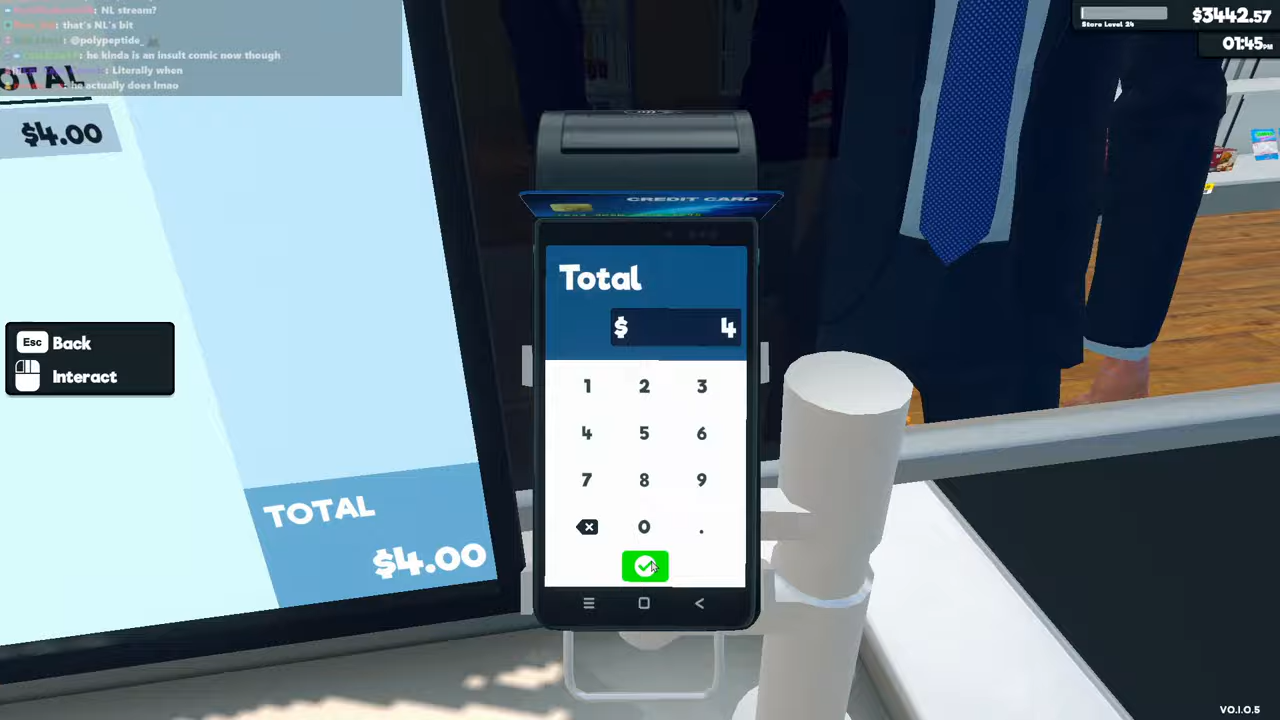 : NL stream?
: that's NL's bit
: @polypeptide_
: he kinda is an insult comic now though
: Literally when
: he actually does lmao
OTAL
$4.00
Store Level 24
$3442.57
01:45PM
CREDIT CARD
Total
$ 4
1 2 3
4 5 6
7 8 9
0 .
Esc Back
Interact
TOTAL
$4.00
V0.1.0.5